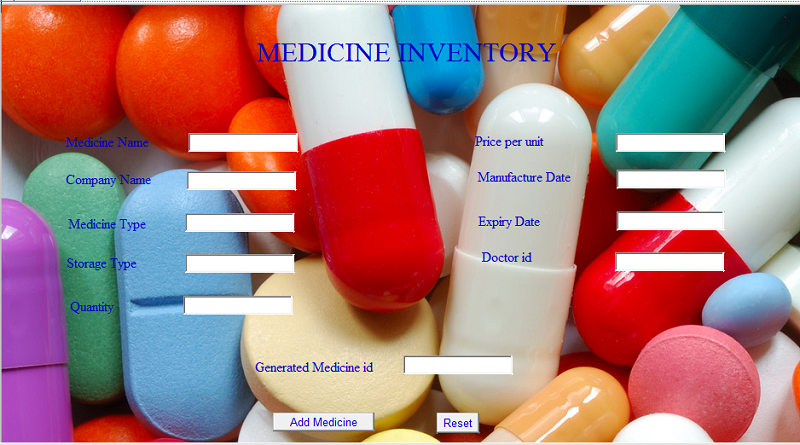 MEDICINE INVENTORY
Medicine Name
Price per unit
Company Name
Manufacture Date
Medicine Type
Expiry Date
Storage Type
Doctor id
Quantity
Generated Medicine id
Add Medicine
Reset